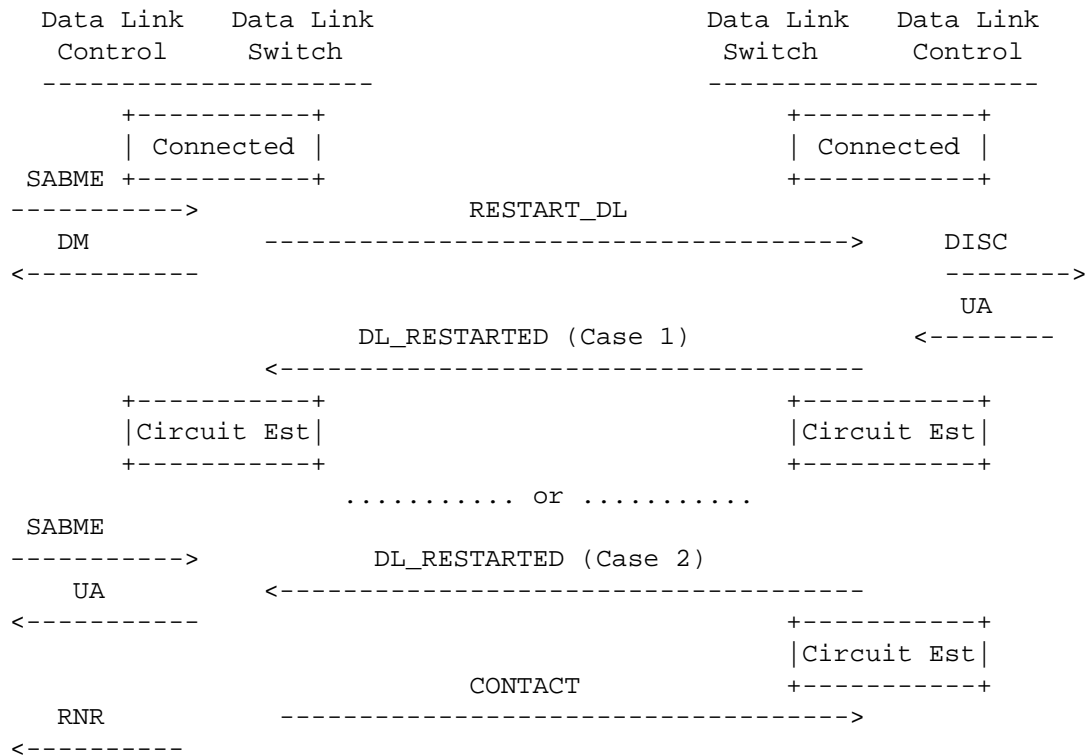 Data Link   Data Link                              Data Link   Data Link
Control     Switch                                 Switch      Control
---------------------                     ---------------------
+-----------+                             +-----------+
| Connected |                             | Connected |
SABME +-----------+                             +-----------+
-----------> RESTART_DL
DM ------------------------------------> DISC
<----------- -------->
UA
DL_RESTARTED (Case 1) <--------
<-------------------------------------
+-----------+                             +-----------+
|Circuit Est|                             |Circuit Est|
+-----------+                             +-----------+
........... or ...........
SABME
-----------> DL_RESTARTED (Case 2)
UA <-------------------------------------
<----------- +-----------+
|Circuit Est|
CONTACT +-----------+
RNR ----------------------------------->
<----------